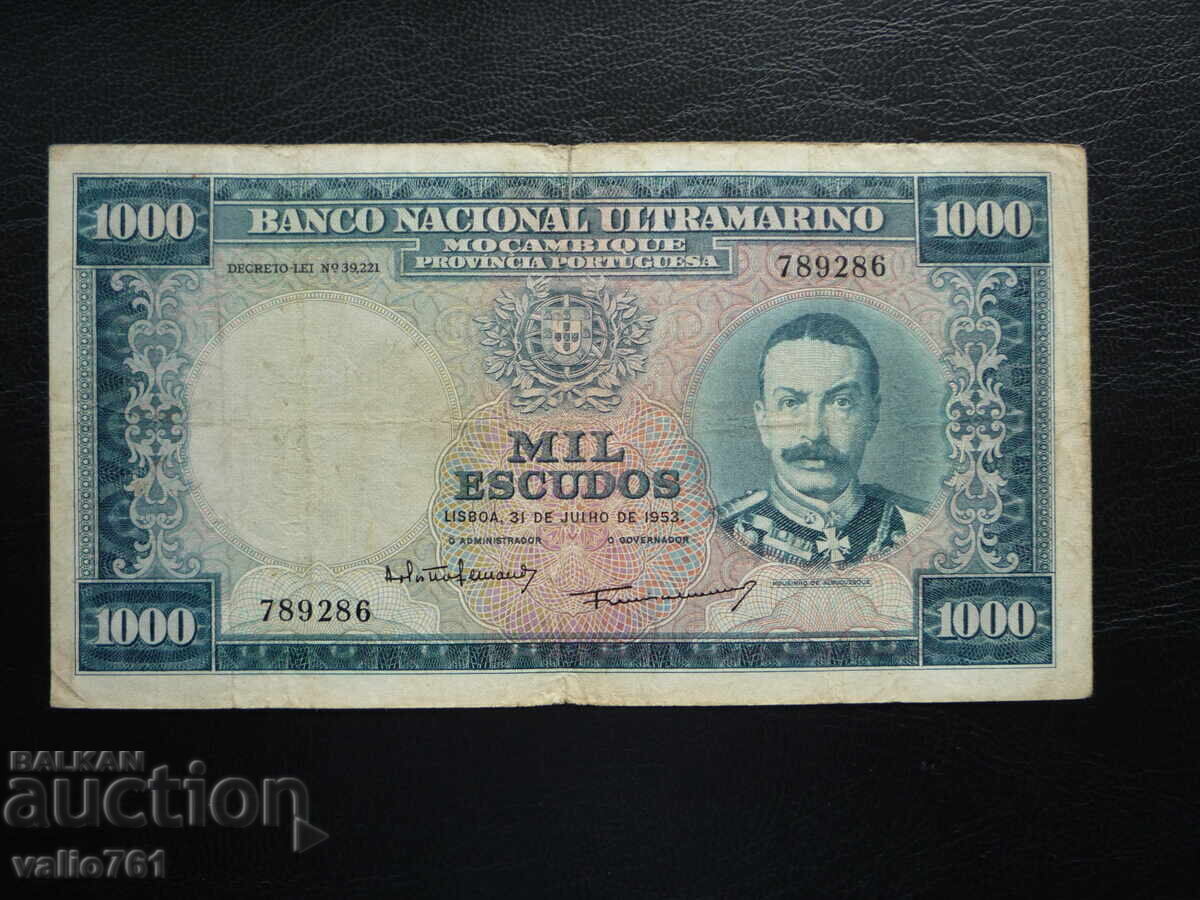 1000 1000
BANCO NACIONAL ULTRAMARINO
MOÇAMBIQUE
PROVÍNCIA PORTUGUESA
DECRETO-LEI Nº 39,221
789286
MIL
ESCUDOS
LISBOA, 31 DE JULHO DE 1953.
O ADMINISTRADOR O GOVERNADOR
MOUSINHO DE ALBUQUERQUE
789286
1000 1000
BALKAN
auction
valio761